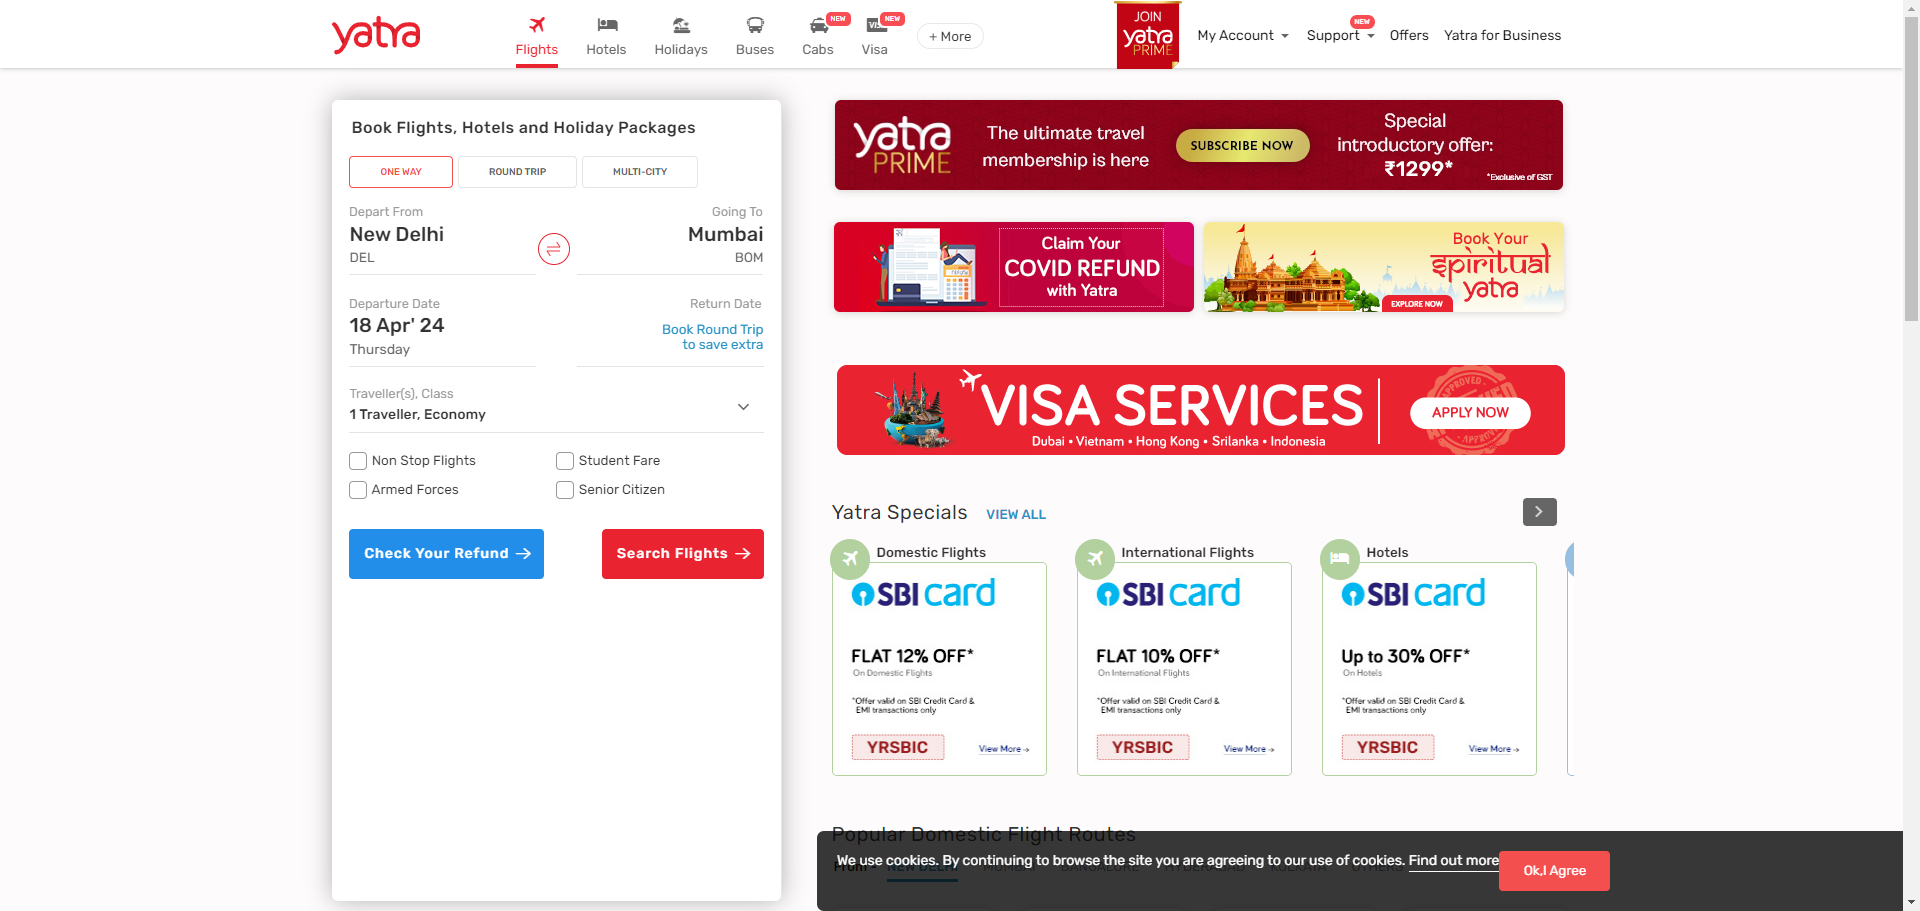 yatra
Flights
Hotels
Holidays
Buses
NEW
Cabs
NEW
VISA
Visa
+ More
JOIN
yatra
PRIME
My Account
NEW
Support
Offers
Yatra for Business
Book Flights, Hotels and Holiday Packages
ONE WAY
ROUND TRIP
MULTI-CITY
Depart From
New Delhi
DEL
Going To
Mumbai
BOM
Departure Date
18 Apr' 24
Thursday
Return Date
Book Round Trip
to save extra
Traveller(s), Class
1 Traveller, Economy
Non Stop Flights
Student Fare
Armed Forces
Senior Citizen
Check Your Refund
Search Flights
yatra
PRIME
The ultimate travel
membership is here
SUBSCRIBE NOW
Special
introductory offer:
₹1299*
*Exclusive of GST
Claim Your
COVID REFUND
with Yatra
Book Your
spiritual
yatra
EXPLORE NOW
VISA SERVICES
Dubai • Vietnam • Hong Kong • Srilanka • Indonesia
APPROVED
APPLY NOW
Yatra Specials
VIEW ALL
Domestic Flights
SBI card
FLAT 12% OFF*
On Domestic Flights
*Offer valid on SBI Credit Card &
EMI transactions only
YRSBIC
View More
International Flights
SBI card
FLAT 10% OFF*
On International Flights
*Offer valid on SBI Credit Card &
EMI transactions only
YRSBIC
View More
Hotels
SBI card
Up to 30% OFF*
On Hotels
*Offer valid on SBI Credit Card &
EMI transactions only
YRSBIC
View More
Popular Domestic Flight Routes
We use cookies. By continuing to browse the site you are agreeing to our use of cookies. Find out more
Ok,I Agree
From NEW DELHI MUMBAI BANGALORE HYDERABAD KOLKATA OTHERS